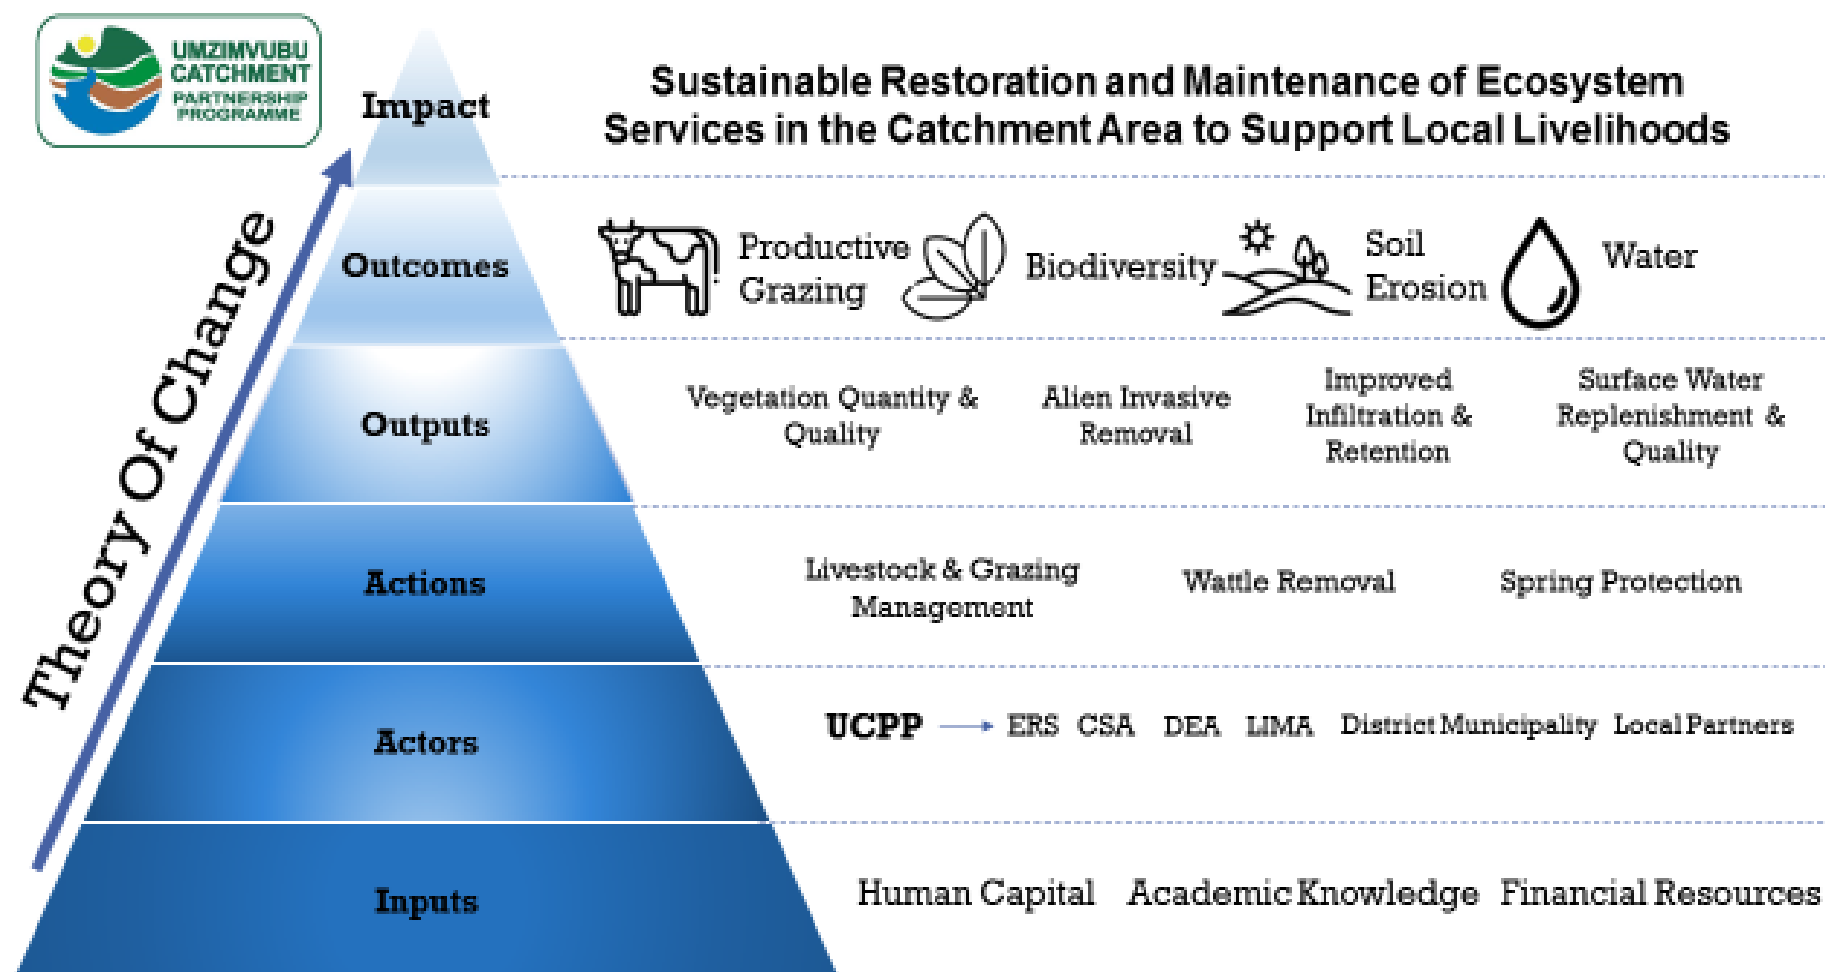 UMZIMVUBU
CATCHMENT
PARTNERSHIP
PROGRAMME
Theory Of Change
Impact
Sustainable Restoration and Maintenance of Ecosystem
Services in the Catchment Area to Support Local Livelihoods
Outcomes
Productive
Grazing
Biodiversity
Soil
Erosion
Water
Outputs
Vegetation Quantity &
Quality
Alien Invasive
Removal
Improved
Infiltration &
Retention
Surface Water
Replenishment &
Quality
Actions
Livestock & Grazing
Management
Wattle Removal
Spring Protection
Actors
UCPP
ERS CSA DEA LIMA District Municipality Local Partners
Inputs
Human Capital Academic Knowledge Financial Resources